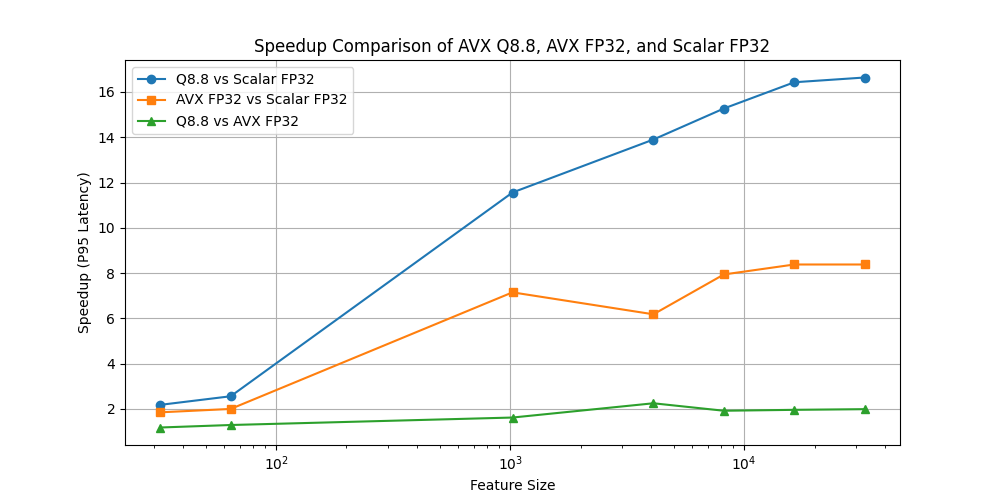 Speedup Comparison of AVX Q8.8, AVX FP32, and Scalar FP32
Q8.8 vs Scalar FP32
AVX FP32 vs Scalar FP32
Q8.8 vs AVX FP32
Speedup (P95 Latency)
16
14
12
10
8
6
4
2
10²
10³
10⁴
Feature Size